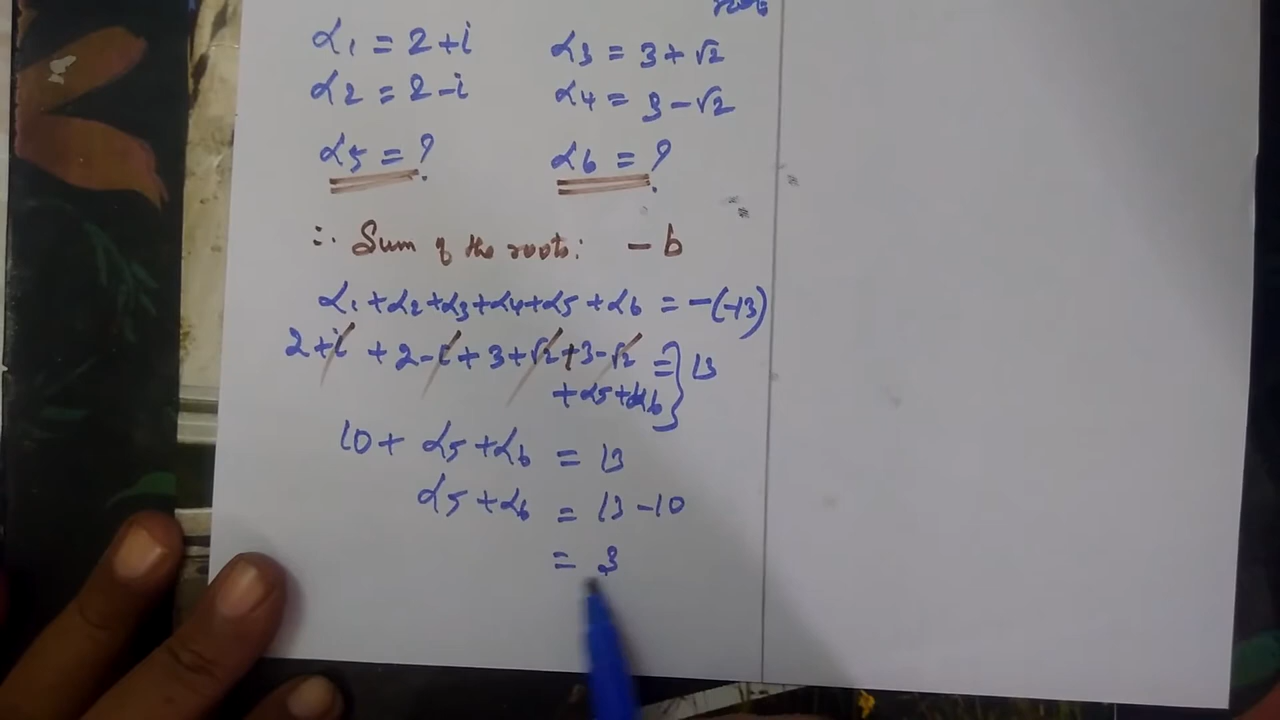 α1 = 2+i α3 = 3+√2
α2 = 2-i α4 = 3-√2
α5 = ? α6 = ?
∴ Sum of the roots: -b
α1+α2+α3+α4+α5+α6 = -(-13)
2+i + 2-i + 3+√2 + 3-√2 = } 13
+α5+α6
10+ α5+α6 = 13
α5+α6 = 13-10
= 3